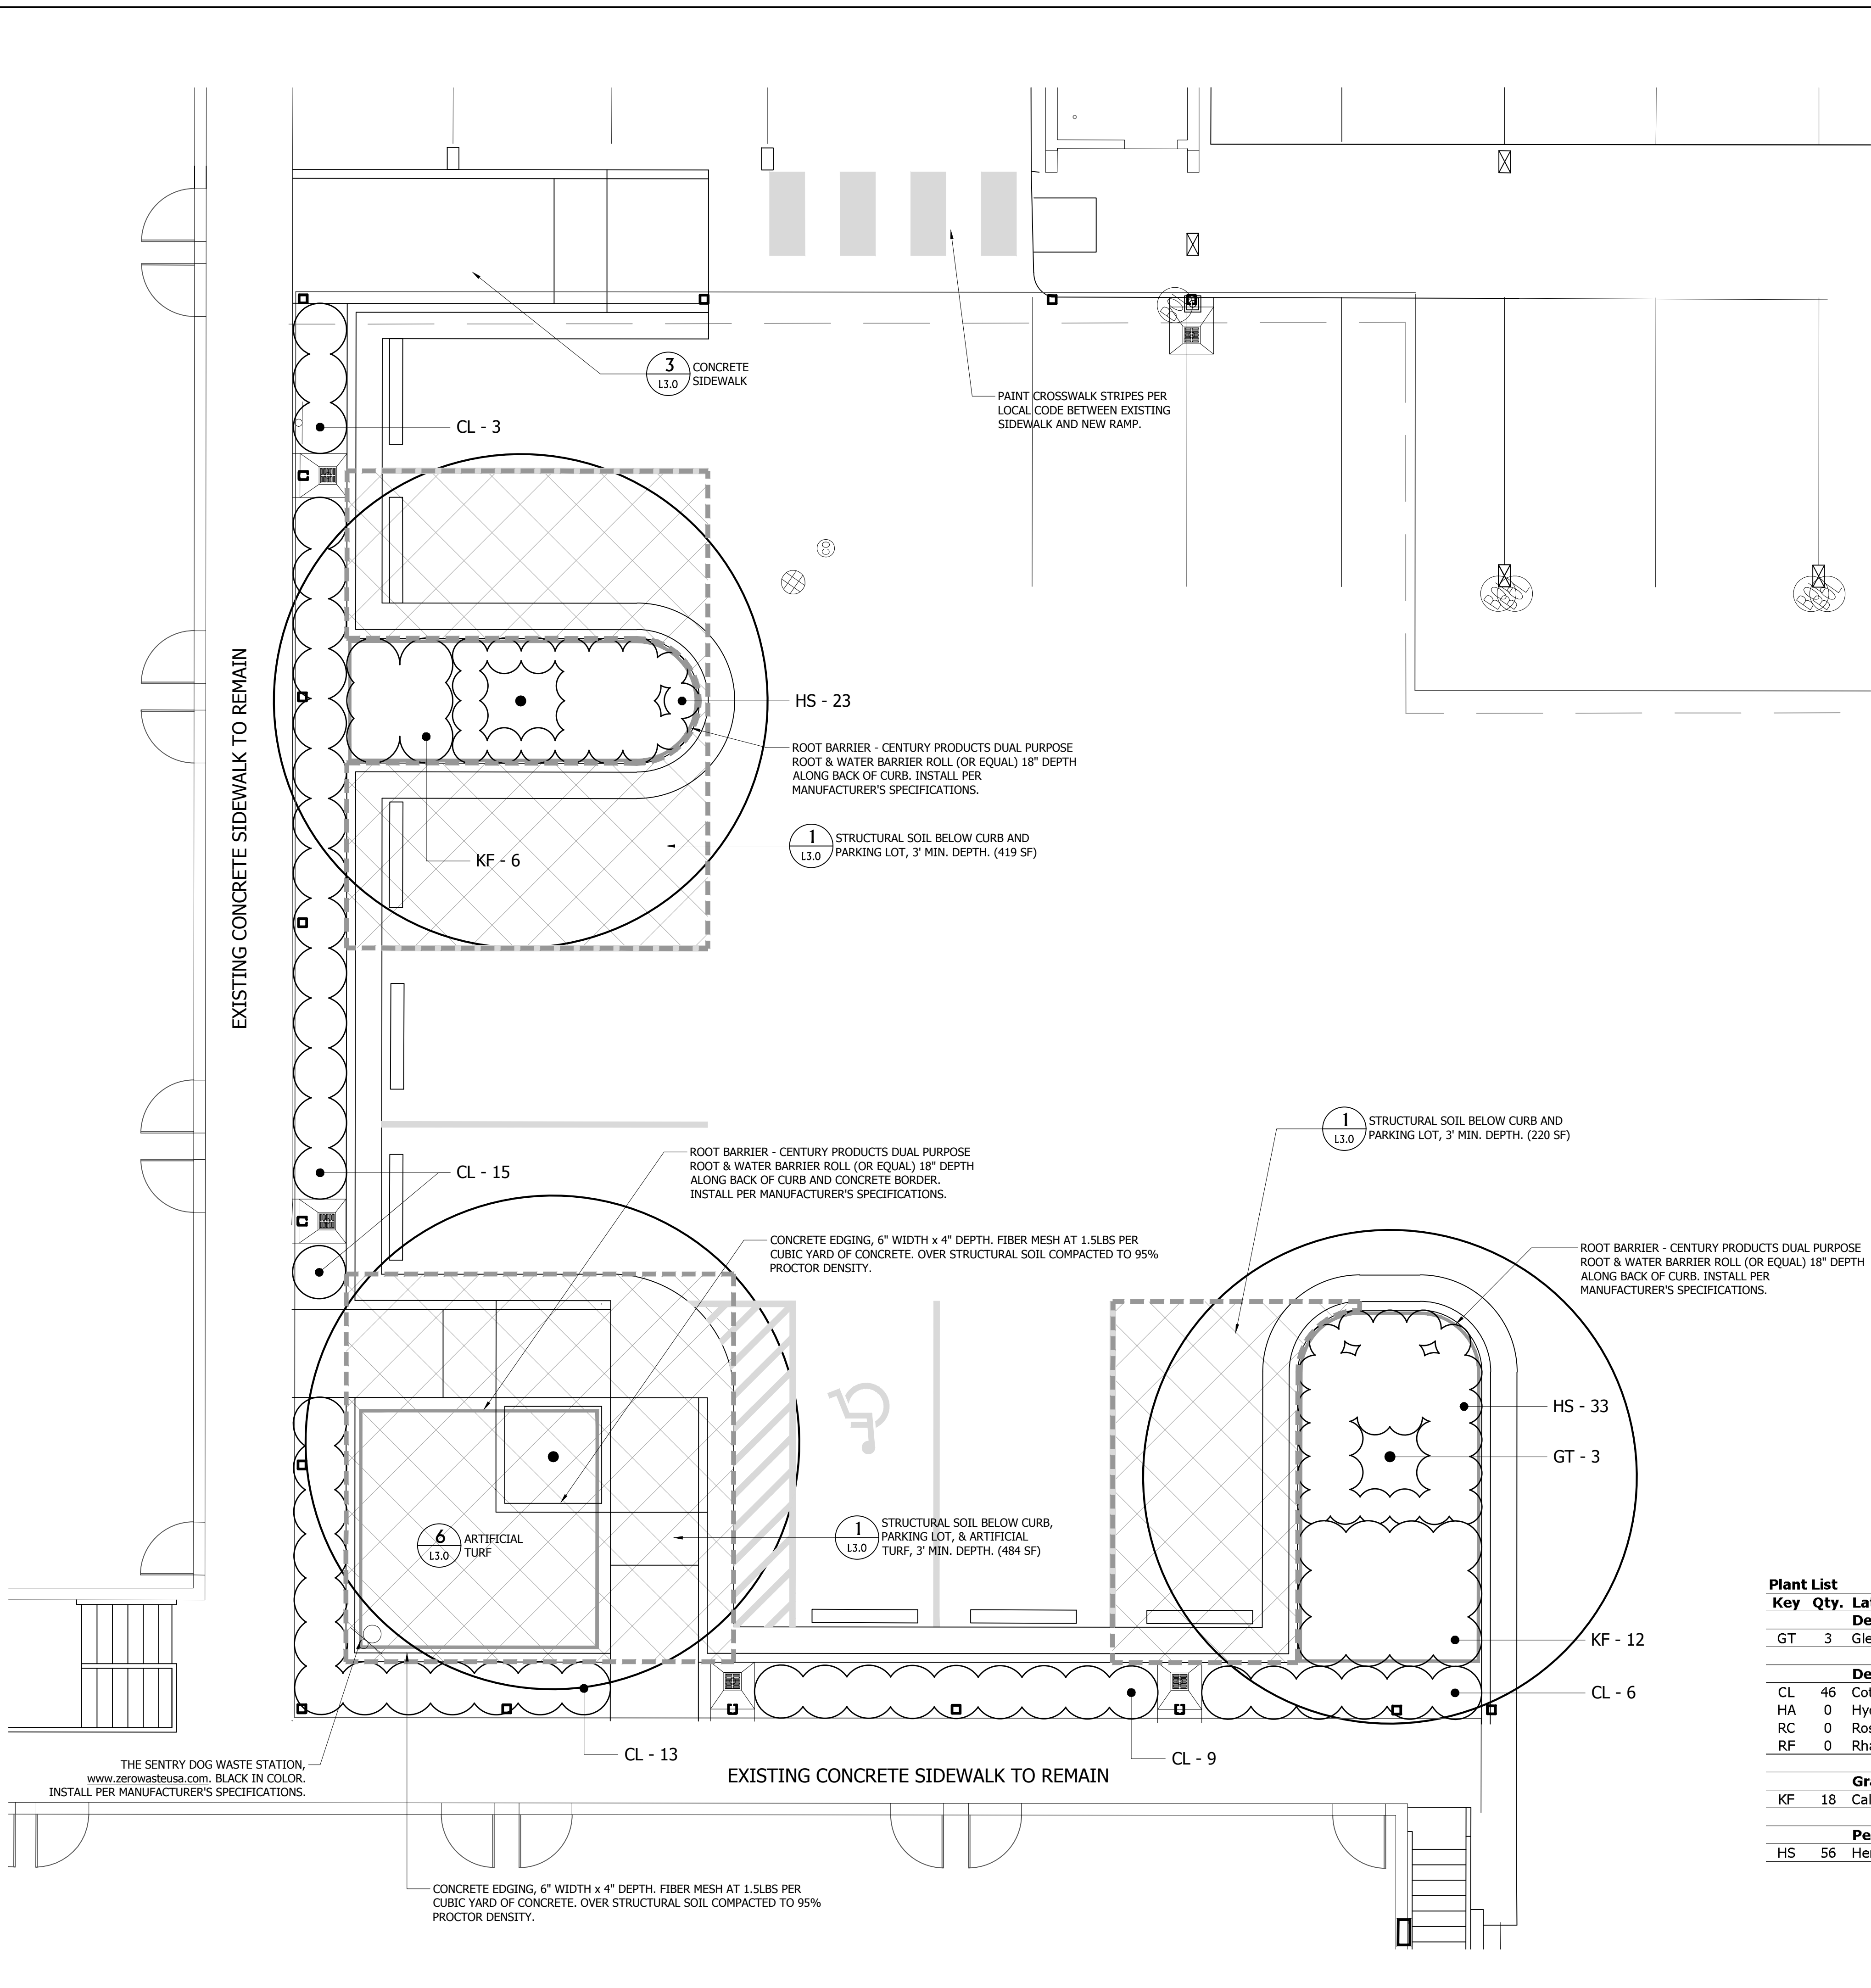 3
L3.0
CONCRETE
SIDEWALK
PAINT CROSSWALK STRIPES PER
LOCAL CODE BETWEEN EXISTING
SIDEWALK AND NEW RAMP.
CL - 3
CO
EXISTING CONCRETE SIDEWALK TO REMAIN
HS - 23
ROOT BARRIER - CENTURY PRODUCTS DUAL PURPOSE
ROOT & WATER BARRIER ROLL (OR EQUAL) 18" DEPTH
ALONG BACK OF CURB. INSTALL PER
MANUFACTURER'S SPECIFICATIONS.
1
L3.0
STRUCTURAL SOIL BELOW CURB AND
PARKING LOT, 3' MIN. DEPTH. (419 SF)
KF - 6
1
L3.0
STRUCTURAL SOIL BELOW CURB AND
PARKING LOT, 3' MIN. DEPTH. (220 SF)
ROOT BARRIER - CENTURY PRODUCTS DUAL PURPOSE
ROOT & WATER BARRIER ROLL (OR EQUAL) 18" DEPTH
ALONG BACK OF CURB AND CONCRETE BORDER.
INSTALL PER MANUFACTURER'S SPECIFICATIONS.
CL - 15
CONCRETE EDGING, 6" WIDTH x 4" DEPTH. FIBER MESH AT 1.5LBS PER
CUBIC YARD OF CONCRETE. OVER STRUCTURAL SOIL COMPACTED TO 95%
PROCTOR DENSITY.
ROOT BARRIER - CENTURY PRODUCTS DUAL PURPOSE
ROOT & WATER BARRIER ROLL (OR EQUAL) 18" DEPTH
ALONG BACK OF CURB. INSTALL PER
MANUFACTURER'S SPECIFICATIONS.
HS - 33
GT - 3
6
L3.0
ARTIFICIAL
TURF
1
L3.0
STRUCTURAL SOIL BELOW CURB,
PARKING LOT, & ARTIFICIAL
TURF, 3' MIN. DEPTH. (484 SF)
KF - 12
CL - 6
CL - 13
CL - 9
THE SENTRY DOG WASTE STATION,
www.zerowasteusa.com. BLACK IN COLOR.
INSTALL PER MANUFACTURER'S SPECIFICATIONS.
EXISTING CONCRETE SIDEWALK TO REMAIN
CONCRETE EDGING, 6" WIDTH x 4" DEPTH. FIBER MESH AT 1.5LBS PER
CUBIC YARD OF CONCRETE. OVER STRUCTURAL SOIL COMPACTED TO 95%
PROCTOR DENSITY.
Plant List
Key Qty.
GT 3
CL 46
HA 0
RC 0
RF 0
KF 18
HS 56